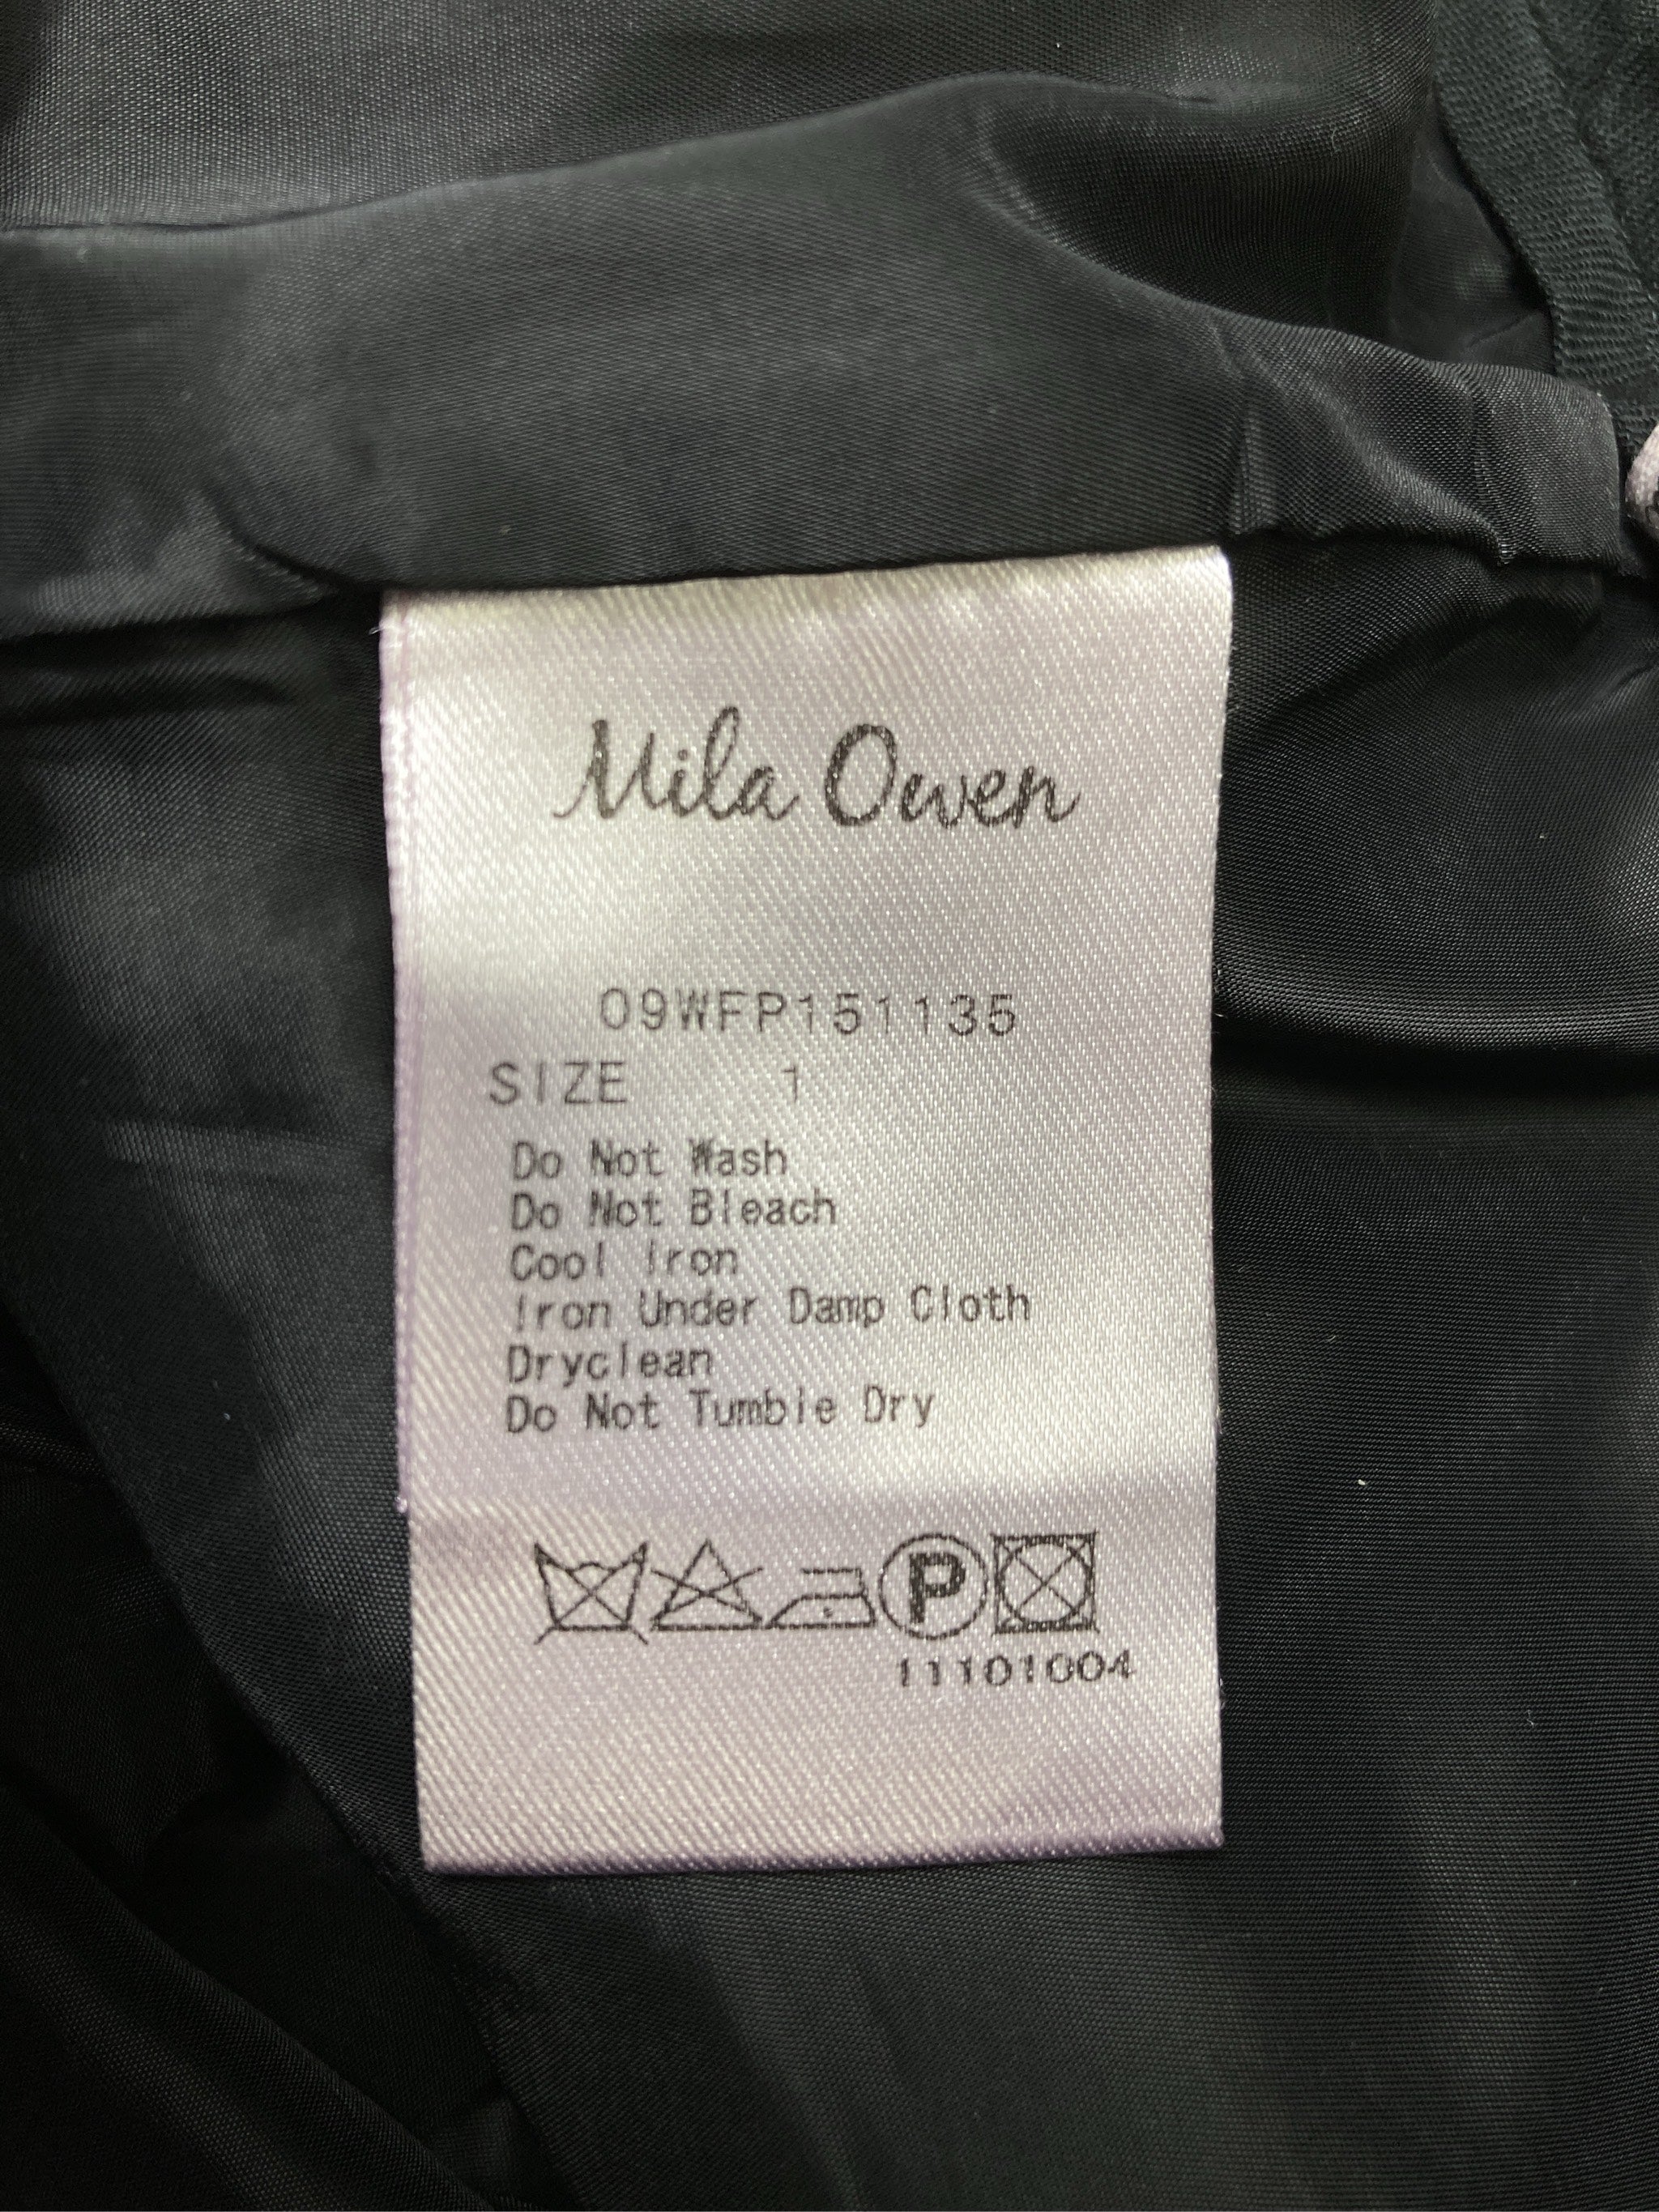 Mila Owen
09WFP151135
SIZE 1
Do Not Wash
Do Not Bleach
Cool Iron
Iron Under Damp Cloth
Dryclean
Do Not Tumble Dry
P
11101004